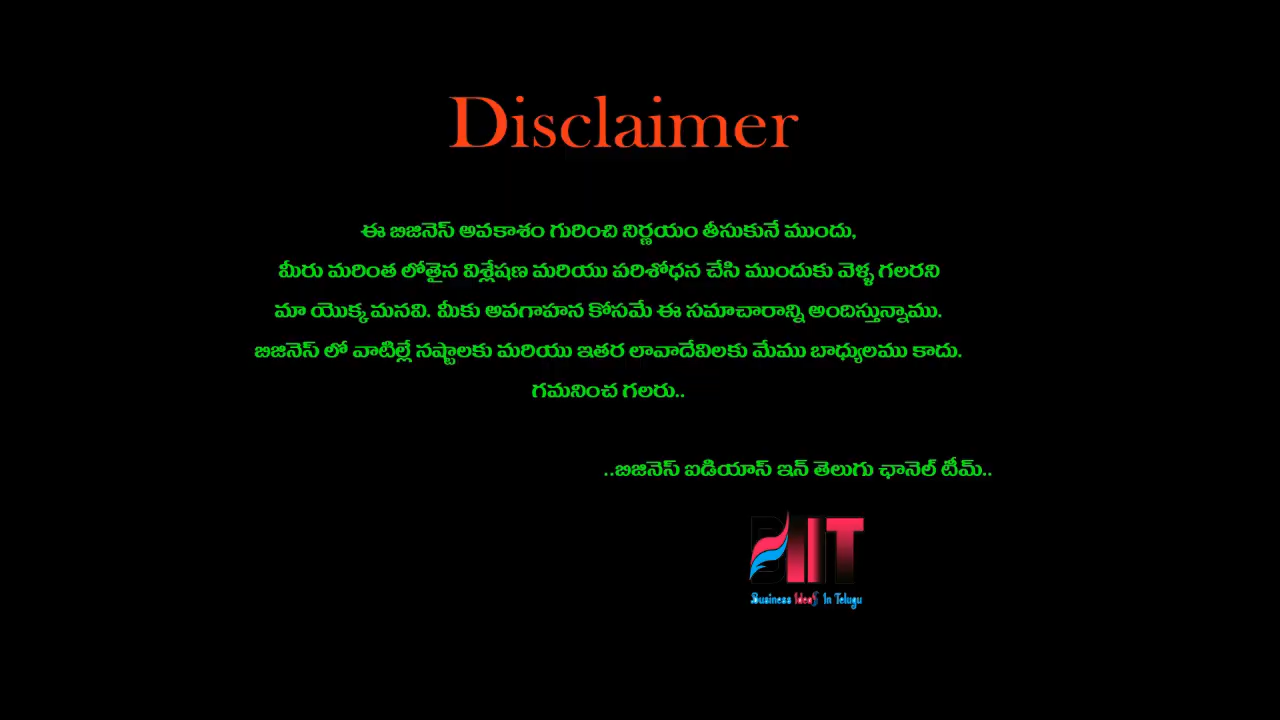 Disclaimer
ఈ బిజినెస్ అవకాశం గురించి నిర్ణయం తీసుకునే ముందు,
మీరు మరింత లోతైన విశ్లేషణ మరియు పరిశోధన చేసి ముందుకు వెళ్ళ గలరని
మా యొక్క మనవి. మీకు అవగాహన కోసమే ఈ సమాచారాన్ని అందిస్తున్నాము.
బిజినెస్ లో వాటిల్లే నష్టాలకు మరియు ఇతర లావాదేవిలకు మేము బాధ్యులము కాదు.
గమనించ గలరు..
..బిజినెస్ ఐడియాస్ ఇన్ తెలుగు ఛానెల్ టీమ్..
BIIT
Business Ideas In Telugu